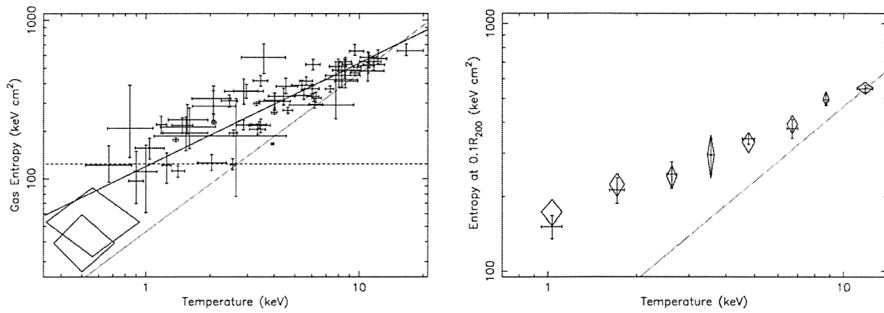 1000
100
Gas Entropy (keV cm²)
1
10
Temperature (keV)
1000
100
Entropy at 0.1R₂₀₀ (keV cm²)
1
10
Temperature (keV)